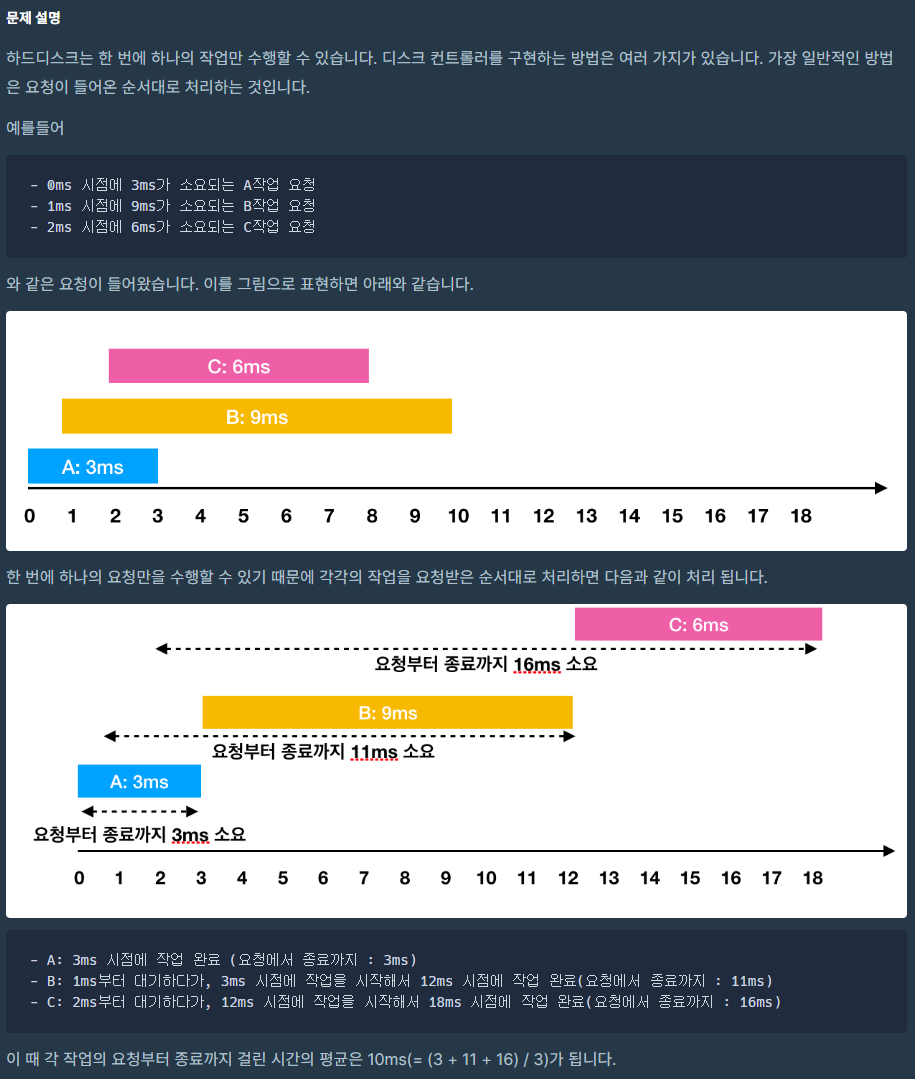 문제 설명
하드디스크는 한 번에 하나의 작업만 수행할 수 있습니다. 디스크 컨트롤러를 구현하는 방법은 여러 가지가 있습니다. 가장 일반적인 방법
은 요청이 들어온 순서대로 처리하는 것입니다.
예를들어
- 0ms 시점에 3ms가 소요되는 A작업 요청
- 1ms 시점에 9ms가 소요되는 B작업 요청
- 2ms 시점에 6ms가 소요되는 C작업 요청
와 같은 요청이 들어왔습니다. 이를 그림으로 표현하면 아래와 같습니다.
C: 6ms
B: 9ms
A: 3ms
0 1 2 3 4 5 6 7 8 9 10 11 12 13 14 15 16 17 18
한 번에 하나의 요청만을 수행할 수 있기 때문에 각각의 작업을 요청받은 순서대로 처리하면 다음과 같이 처리 됩니다.
C: 6ms
요청부터 종료까지 16ms 소요
B: 9ms
요청부터 종료까지 11ms 소요
A: 3ms
요청부터 종료까지 3ms 소요
0 1 2 3 4 5 6 7 8 9 10 11 12 13 14 15 16 17 18
- A: 3ms 시점에 작업 완료 (요청에서 종료까지 : 3ms)
- B: 1ms부터 대기하다가, 3ms 시점에 작업을 시작해서 12ms 시점에 작업 완료(요청에서 종료까지 : 11ms)
- C: 2ms부터 대기하다가, 12ms 시점에 작업을 시작해서 18ms 시점에 작업 완료(요청에서 종료까지 : 16ms)
이 때 각 작업의 요청부터 종료까지 걸린 시간의 평균은 10ms(= (3 + 11 + 16) / 3)가 됩니다.